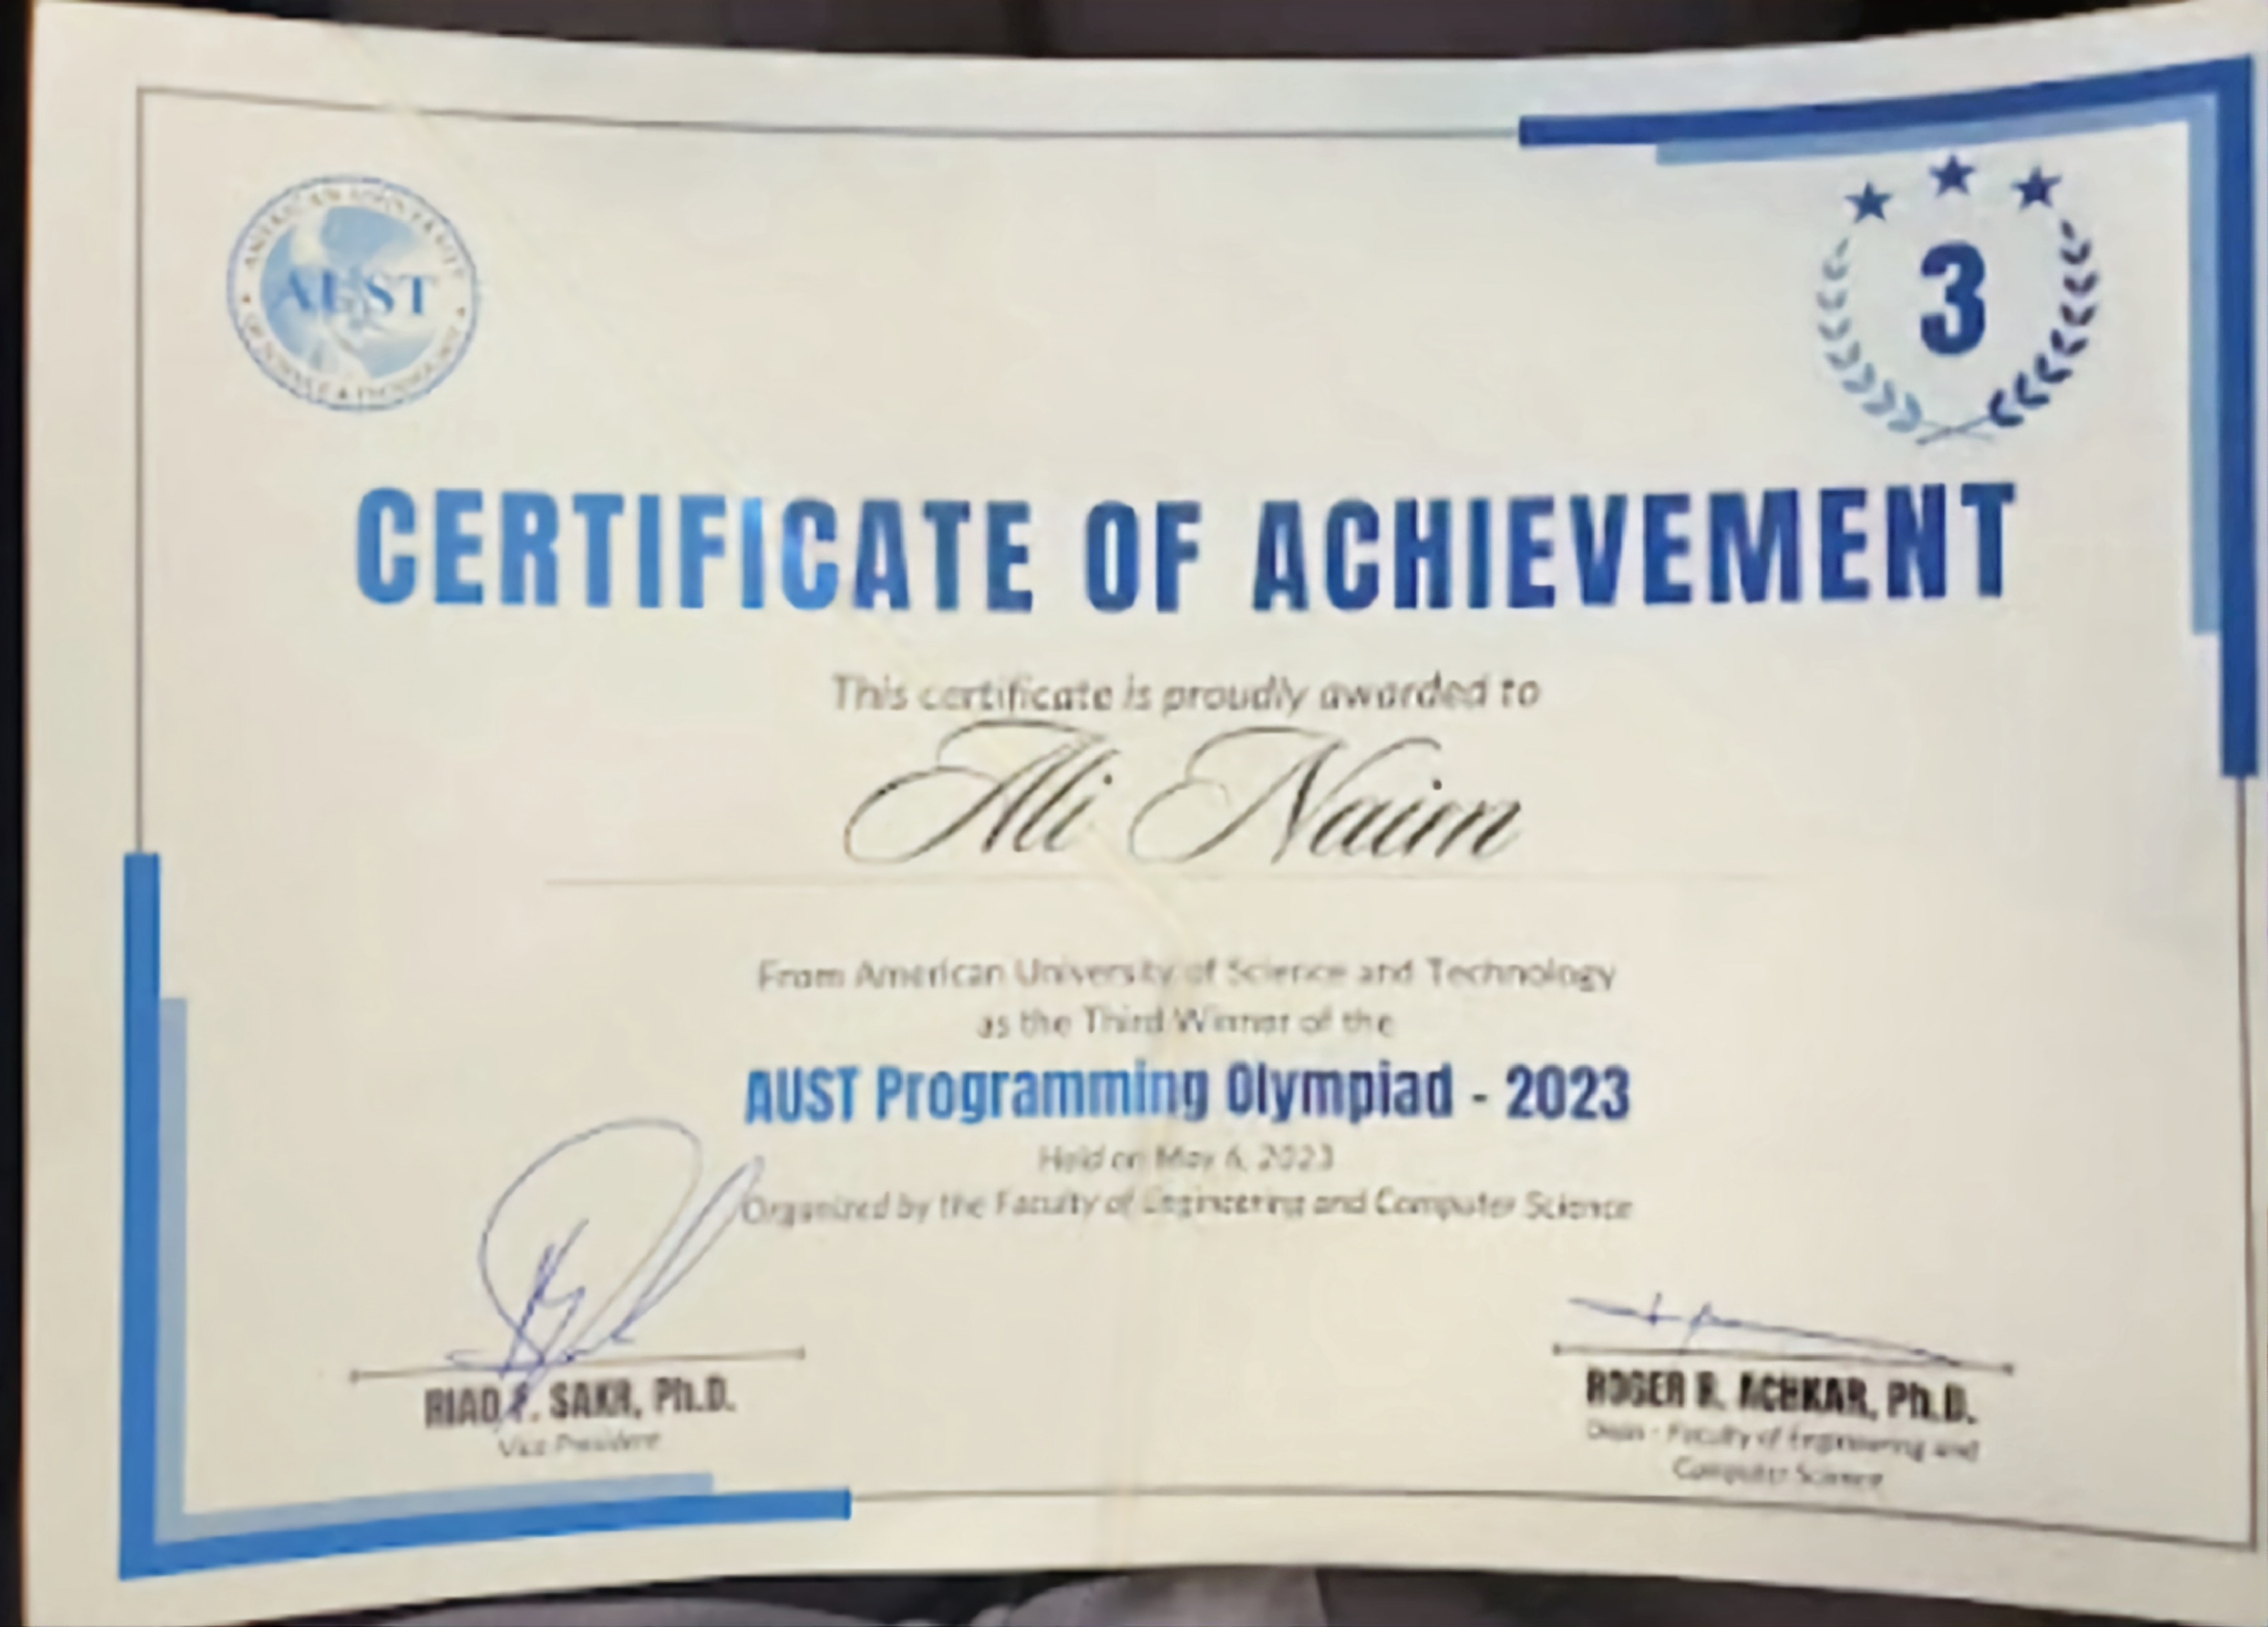 AMERICAN UNIVERSITY
AUST
OF SCIENCE & TECHNOLOGY
3
CERTIFICATE OF ACHIEVEMENT
This certificate is proudly awarded to
Ali Naim
From American University of Science and Technology
as the Third Winner of the
AUST Programming Olympiad - 2023
Held on May 6, 2023
Organized by the Faculty of Engineering and Computer Science
RIAD F. SAKR, Ph.D.
Vice President
ROGER R. ACHKAR, Ph.D.
Dean - Faculty of Engineering and
Computer Science